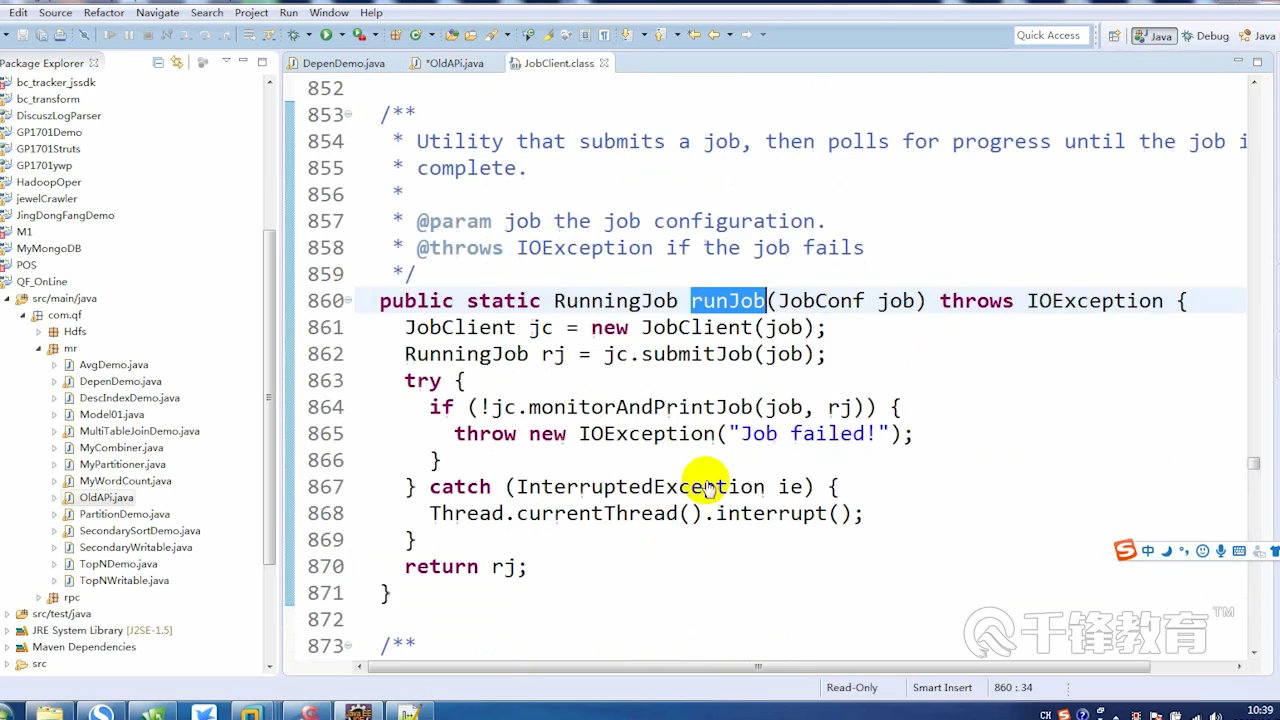 Edit Source Refactor Navigate Search Project Run Window Help
Quick Access Java Debug Java
Package Explorer
DepenDemo.java *OldAPi.java JobClient.class
bc_tracker_jssdk
bc_transform
DiscuszLogParser
GP1701Demo
GP1701Struts
GP1701ywp
HadoopOper
jewelCrawler
JingDongFangDemo
M1
MyMongoDB
POS
QF_OnLine
src/main/java
com.qf
Hdfs
mr
AvgDemo.java
DepenDemo.java
DescIndexDemo.java
Model01.java
MultiTableJoinDemo.java
MyCombiner.java
MyPartitioner.java
MyWordCount.java
OldAPi.java
PartitionDemo.java
SecondarySortDemo.java
SecondaryWritable.java
TopNDemo.java
TopNWritable.java
rpc
src/test/java
JRE System Library [J2SE-1.5]
Maven Dependencies
src
852
853 /**
854 * Utility that submits a job, then polls for progress until the job i
855 * complete.
856 *
857 * @param job the job configuration.
858 * @throws IOException if the job fails
859 */
860 public static RunningJob runJob(JobConf job) throws IOException {
861 JobClient jc = new JobClient(job);
862 RunningJob rj = jc.submitJob(job);
863 try {
864 if (!jc.monitorAndPrintJob(job, rj)) {
865 throw new IOException("Job failed!");
866 }
867 } catch (InterruptedException ie) {
868 Thread.currentThread().interrupt();
869 }
870 return rj;
871 }
872
873 /**
中
千锋教育™
Read-Only Smart Insert 860 : 34
CH 10:39